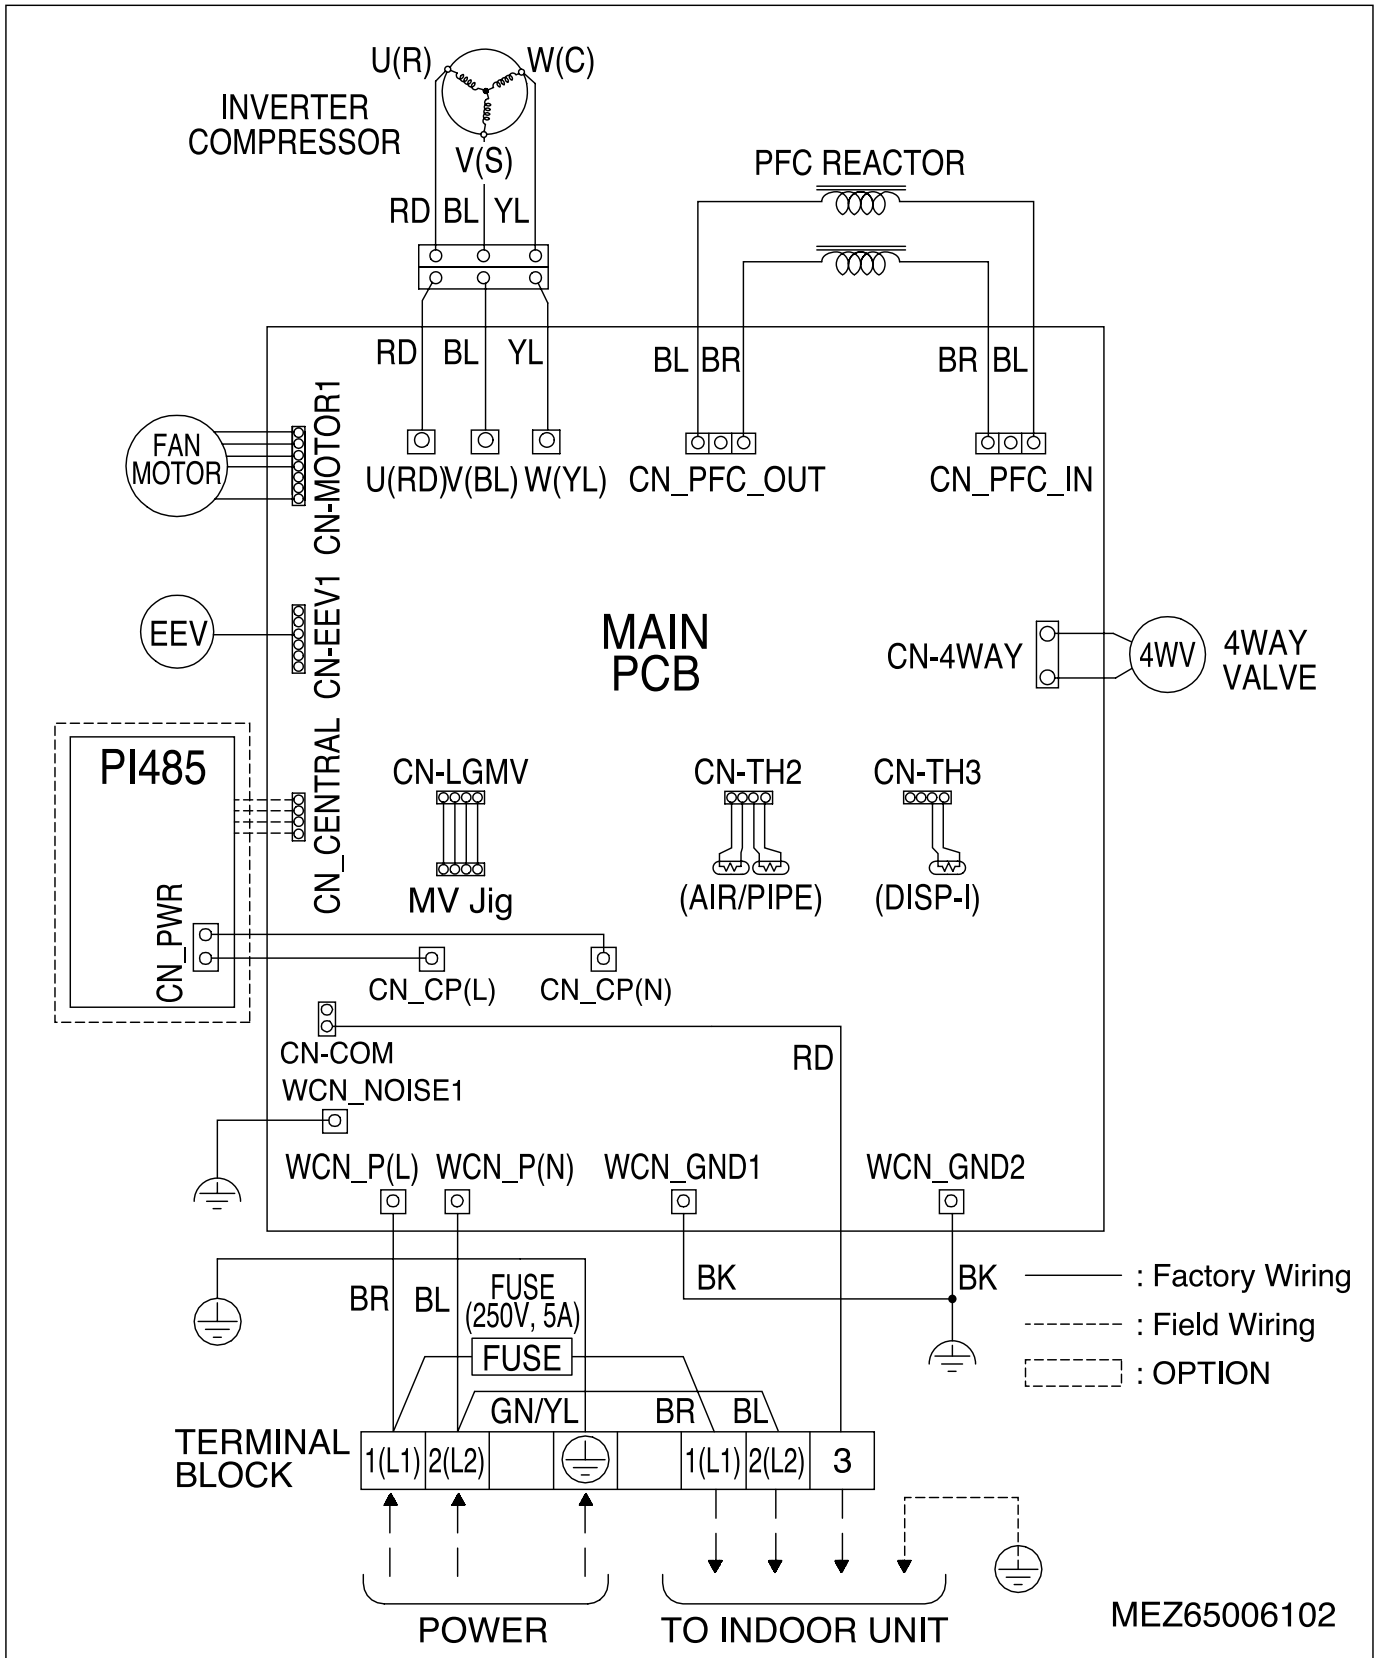 U(R)
W(C)
INVERTER
COMPRESSOR
V(S)
PFC REACTOR
RD BL YL
RD BL YL
BL BR
BR BL
FAN
MOTOR
CN-MOTOR1
U(RD) V(BL) W(YL)
CN_PFC_OUT
CN_PFC_IN
EEV
CN-EEV1
MAIN
PCB
CN-4WAY
4WV
4WAY
VALVE
PI485
CN_CENTRAL
CN-LGMV
MV Jig
CN-TH2
(AIR/PIPE)
CN-TH3
(DISP-I)
CN_PWR
CN_CP(L)
CN_CP(N)
CN-COM
RD
WCN_NOISE1
WCN_P(L)
WCN_P(N)
WCN_GND1
WCN_GND2
BR
BL
FUSE
(250V, 5A)
FUSE
BK
BK
: Factory Wiring
: Field Wiring
: OPTION
GN/YL
BR
BL
TERMINAL
BLOCK
1(L1) 2(L2) 1(L1) 2(L2) 3
POWER
TO INDOOR UNIT
MEZ65006102